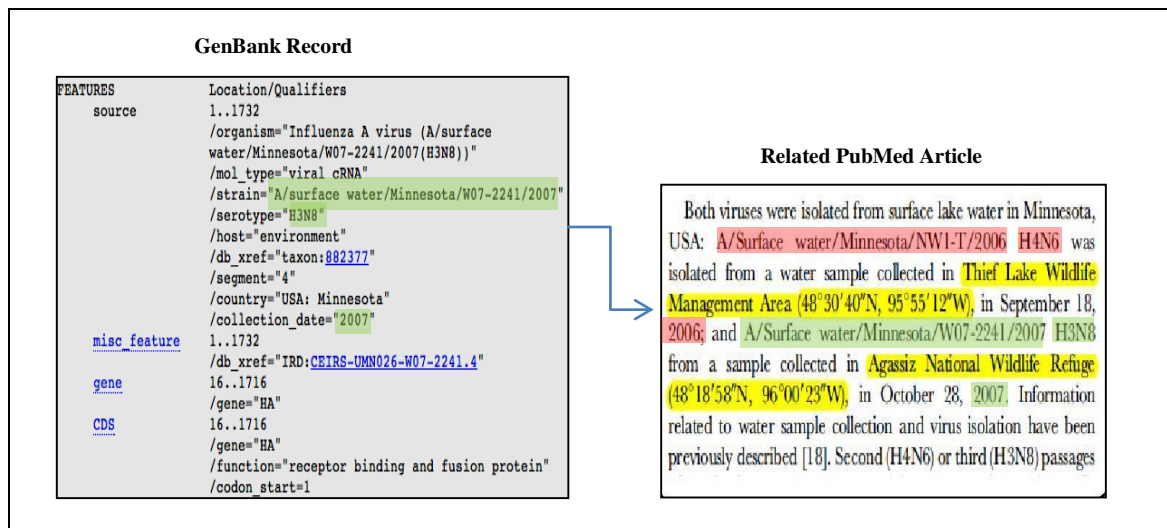 GenBank Record
FEATURES Location/Qualifiers
source 1..1732
/organism="Influenza A virus (A/surface
water/Minnesota/W07-2241/2007(H3N8))"
/mol_type="viral cRNA"
/strain="A/surface water/Minnesota/W07-2241/2007"
/serotype="H3N8"
/host="environment"
/db_xref="taxon:882377"
/segment="4"
/country="USA: Minnesota"
/collection_date="2007"
misc_feature 1..1732
/db_xref="IRD:CEIRS-UMN026-W07-2241.4"
gene 16..1716
/gene="HA"
CDS 16..1716
/gene="HA"
/function="receptor binding and fusion protein"
/codon_start=1
Related PubMed Article
Both viruses were isolated from surface lake water in Minnesota,
USA: A/Surface water/Minnesota/NW1-T/2006 H4N6 was
isolated from a water sample collected in Thief Lake Wildlife
Management Area (48°30′40″N, 95°55′12″W), in September 18,
2006; and A/Surface water/Minnesota/W07-2241/2007 H3N8
from a sample collected in Agassiz National Wildlife Refuge
(48°18′58″N, 96°00′23″W), in October 28, 2007. Information
related to water sample collection and virus isolation have been
previously described [18]. Second (H4N6) or third (H3N8) passages